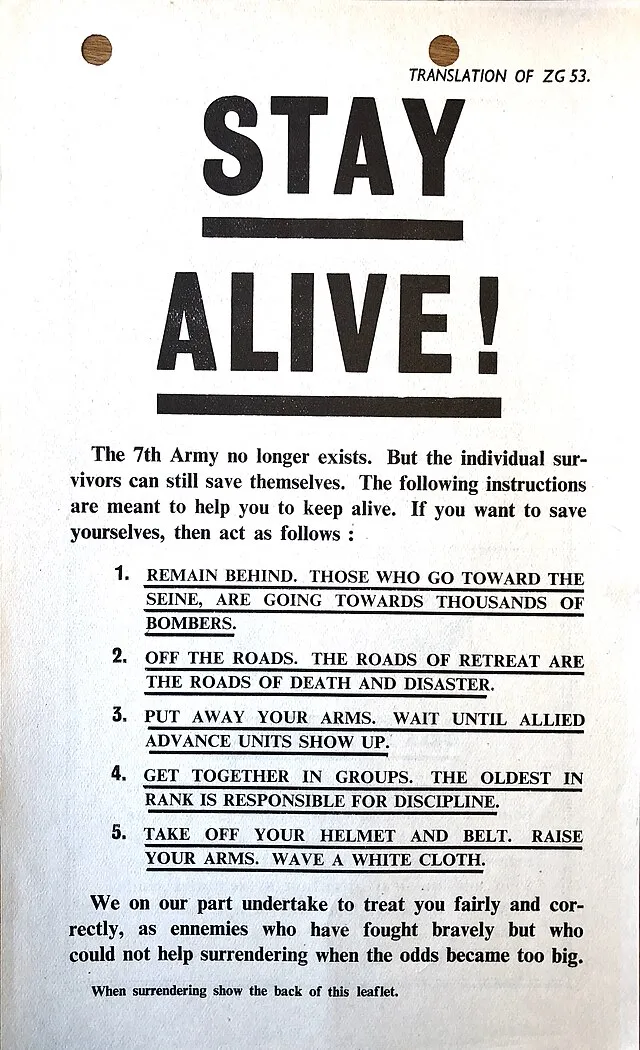 TRANSLATION OF ZG 53.
STAY
ALIVE!
The 7th Army no longer exists. But the individual sur-
vivors can still save themselves. The following instructions
are meant to help you to keep alive. If you want to save
yourselves, then act as follows :
1. REMAIN BEHIND. THOSE WHO GO TOWARD THE
SEINE, ARE GOING TOWARDS THOUSANDS OF
BOMBERS.
2. OFF THE ROADS. THE ROADS OF RETREAT ARE
THE ROADS OF DEATH AND DISASTER.
3. PUT AWAY YOUR ARMS. WAIT UNTIL ALLIED
ADVANCE UNITS SHOW UP.
4. GET TOGETHER IN GROUPS. THE OLDEST IN
RANK IS RESPONSIBLE FOR DISCIPLINE.
5. TAKE OFF YOUR HELMET AND BELT. RAISE
YOUR ARMS. WAVE A WHITE CLOTH.
We on our part undertake to treat you fairly and cor-
rectly, as ennemies who have fought bravely but who
could not help surrendering when the odds became too big.
When surrendering show the back of this leaflet.